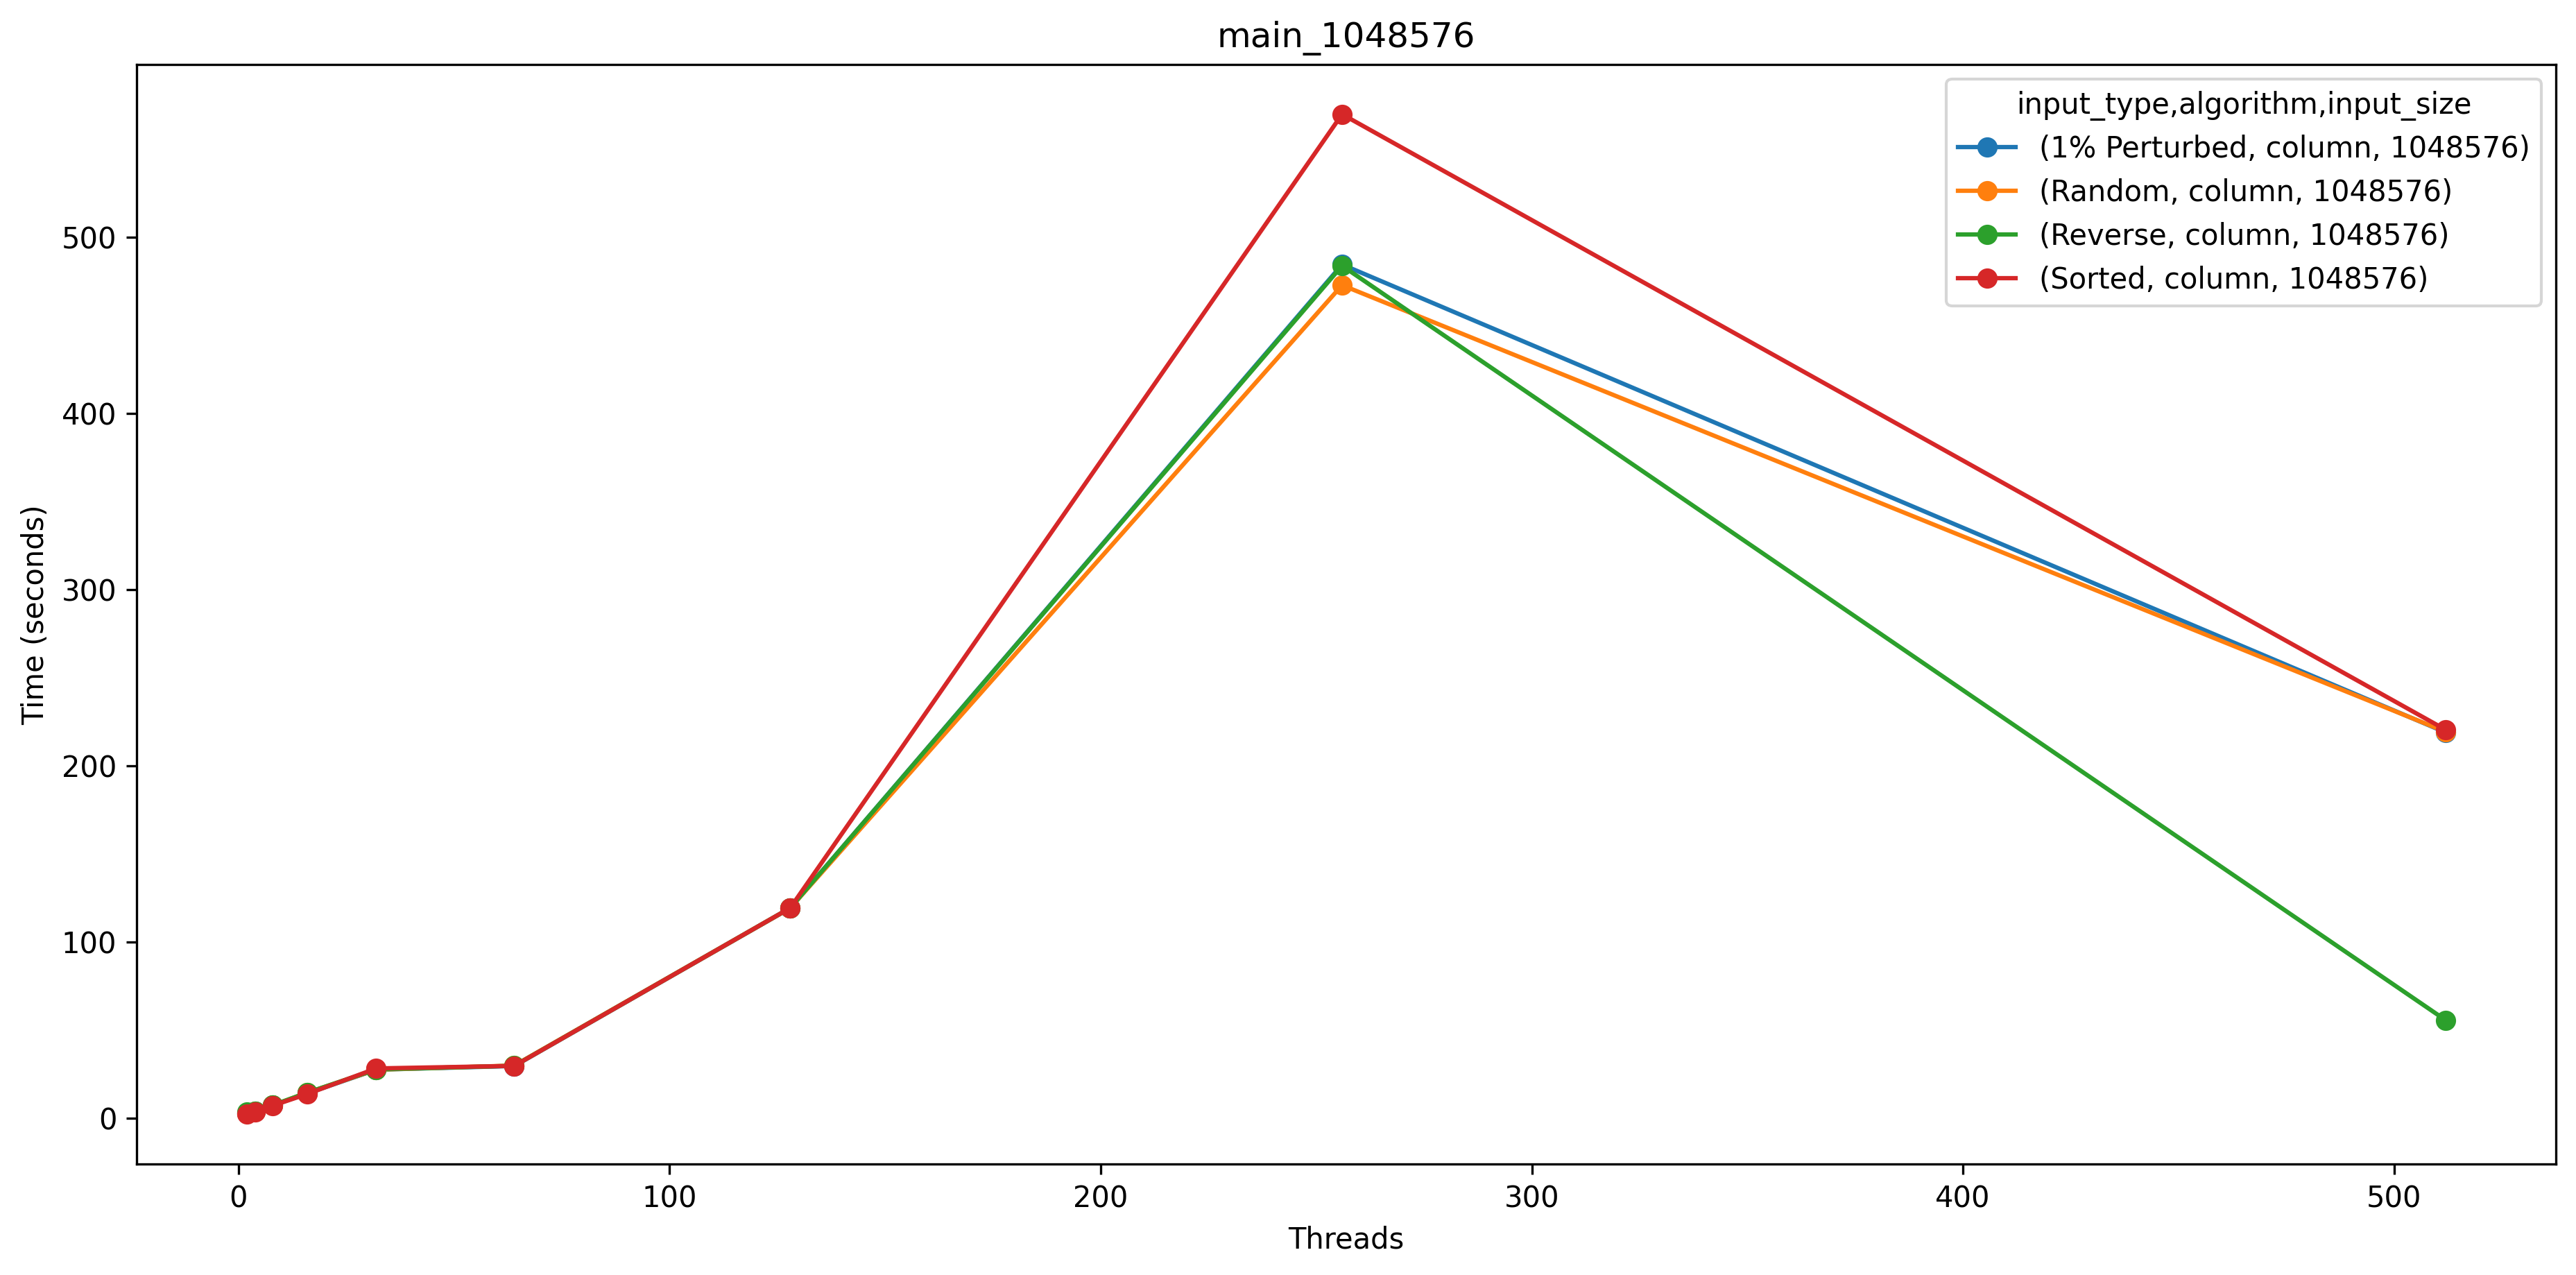 main_1048576
input_type,algorithm,input_size
(1% Perturbed, column, 1048576)
(Random, column, 1048576)
(Reverse, column, 1048576)
(Sorted, column, 1048576)
Time (seconds)
500
400
300
200
100
0
0 100 200 300 400 500
Threads